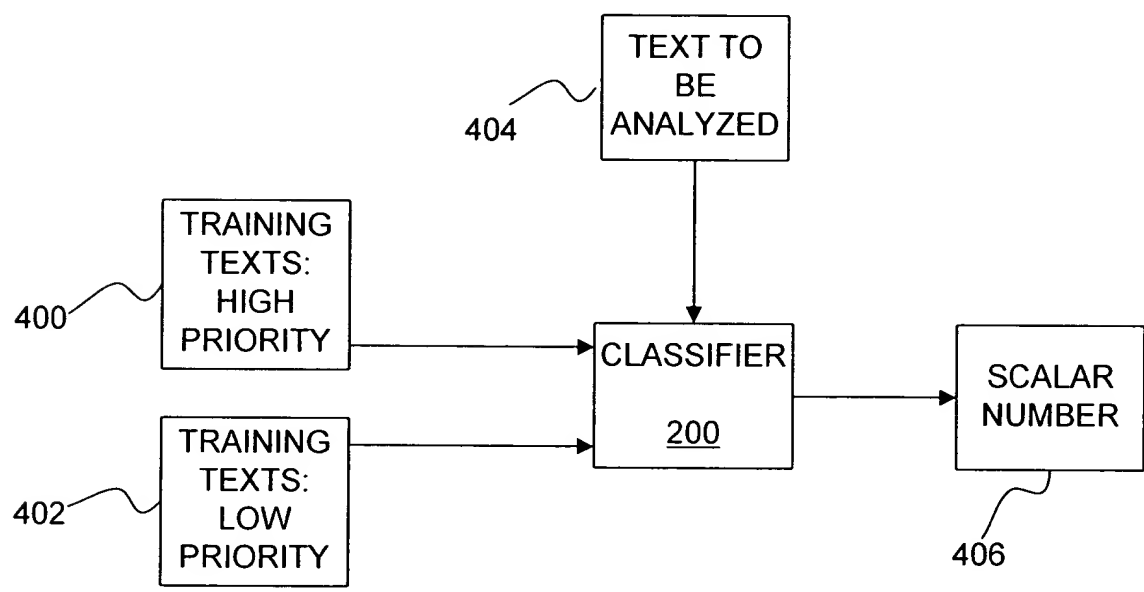 TEXT TO
BE
ANALYZED
404
TRAINING
TEXTS:
HIGH
PRIORITY
400
CLASSIFIER
200
SCALAR
NUMBER
406
TRAINING
TEXTS:
LOW
PRIORITY
402